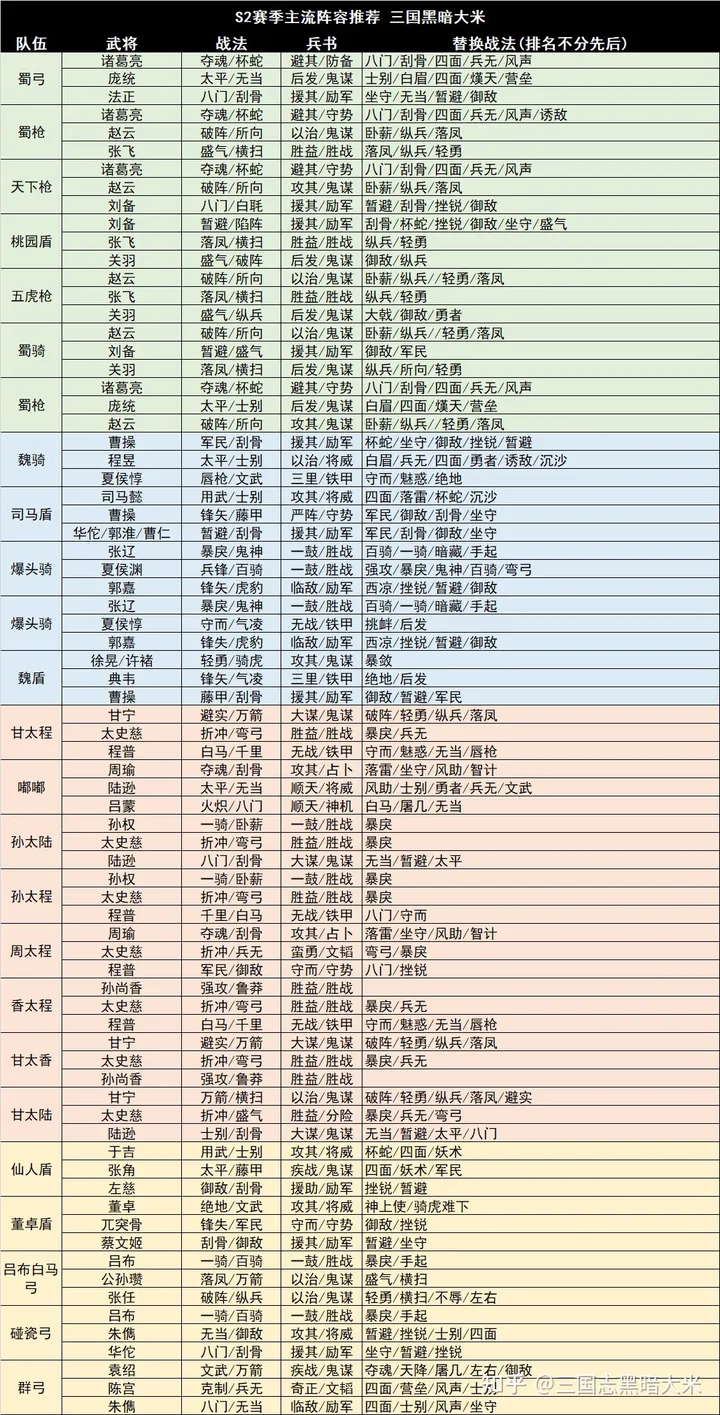 S2赛季主流阵容推荐 三国黑暗大米
队伍 武将 战法 兵书 替换战法(排名不分先后)
蜀弓 诸葛亮 夺魂/杯蛇 避其/防备 八门/刮骨/四面/兵无/风声
庞统 太平/无当 后发/鬼谋 士别/白眉/四面/熯天/营垒
法正 八门/刮骨 援其/励军 坐守/无当/暂避/御敌
蜀枪 诸葛亮 夺魂/杯蛇 避其/守势 八门/刮骨/四面/兵无/风声/诱敌
赵云 破阵/所向 以治/鬼谋 卧薪/纵兵/落凤
张飞 盛气/横扫 胜胜/胜战 落凤/纵兵/轻勇
天下枪 诸葛亮 夺魂/杯蛇 避其/守势 八门/刮骨/四面/兵无/风声
赵云 破阵/所向 攻其/鬼谋 卧薪/纵兵/落凤
刘备 八门/白眊 援其/励军 暂避/刮骨/挫锐/御敌
桃园盾 刘备 暂避/陷阵 援其/励军 刮骨/杯蛇/挫锐/御敌/坐守/盛气
张飞 落凤/横扫 胜益/胜战 纵兵/轻勇
关羽 盛气/破阵 后发/鬼谋 御敌/纵兵
五虎枪 赵云 破阵/所向 以治/鬼谋 卧薪/纵兵//轻勇/落凤
张飞 落凤/横扫 胜益/胜战 纵兵/轻勇
关羽 盛气/纵兵 后发/鬼谋 大戟/御敌/勇者
蜀骑 赵云 破阵/所向 以治/鬼谋 卧薪/纵兵//轻勇/落凤
刘备 暂避/盛气 援其/励军 御敌/军民
关羽 落凤/横扫 后发/鬼谋 纵兵/所向/轻勇
蜀枪 诸葛亮 夺魂/杯蛇 避其/守势 八门/刮骨/四面/兵无/风声
庞统 太平/士别 后发/鬼谋 白眉/四面/熯天/营垒
赵云 破阵/所向 攻其/鬼谋 卧薪/纵兵//轻勇/落凤
魏骑 曹操 军民/刮骨 援其/励军 杯蛇/坐守/御敌/挫锐/暂避
程昱 太平/士别 以治/将威 白眉/兵无/四面/勇者/诱敌/沉沙
夏侯惇 唇枪/文武 三里/铁甲 守而/魅惑/绝地
司马盾 司马懿 用武/士别 攻其/将威 四面/落雷/杯蛇/沉沙
曹操 锋矢/藤甲 严阵/守势 军民/御敌/刮骨/坐守
华佗/郭淮/曹仁 暂避/刮骨 援其/励军 军民/刮骨/御敌/坐守
爆头骑 张辽 暴戾/鬼神 一鼓/胜战 百骑/一骑/暗藏/手起
夏侯渊 兵锋/百骑 一鼓/胜战 强攻/暴戾/鬼神/百骑/弯弓
郭嘉 锋矢/虎豹 临敌/励军 西凉/挫锐/暂避/御敌
爆头骑 张辽 暴戾/鬼神 一鼓/胜战 百骑/一骑/暗藏/手起
夏侯惇 守而/气凌 无战/铁甲 挑衅/后发
郭嘉 锋失/虎豹 临敌/励军 西凉/挫锐/暂避/御敌
魏盾 徐晃/许褚 轻勇/骑虎 攻其/鬼谋 暴敛
典韦 锋矢/气凌 三里/铁甲 绝地/后发
曹操 藤甲/刮骨 援其/励军 御敌/暂避/军民
甘太程 甘宁 避实/万箭 大谋/鬼谋 破阵/轻勇/纵兵/落凤
太史慈 折冲/弯弓 胜胜/胜战 暴戾/兵无
程普 白马/千里 无战/铁甲 守而/魅惑/无当/唇枪
嘟嘟 周瑜 夺魂/刮骨 攻其/占卜 落雷/坐守/风助/智计
陆逊 太平/无当 顺天/将威 风助/士别/勇者/兵无/文武
吕蒙 火炽/八门 顺天/神机 白马/屠几/无当
孙太陆 孙权 一骑/卧薪 一鼓/胜战 暴戾
太史慈 折冲/弯弓 胜胜/胜战 暴戾
陆逊 八门/刮骨 大谋/鬼谋 无当/暂避/太平
孙太程 孙权 一骑/卧薪 一鼓/胜战 暴戾
太史慈 折冲/弯弓 胜胜/胜战 暴戾
程普 千里/白马 无战/铁甲 八门/守而
周太程 周瑜 夺魂/刮骨 攻其/占卜 落雷/坐守/风助/智计
太史慈 折冲/兵无 蛮勇/文韬 弯弓/暴戾
程普 军民/御敌 守而/守势 八门/挫锐
香太程 孙尚香 强攻/鲁莽 胜胜/胜战
太史慈 折冲/弯弓 胜益/胜战 暴戾/兵无
程普 白马/千里 无战/铁甲 守而/魅惑/无当/唇枪
甘太香 甘宁 避实/万箭 大谋/鬼谋 破阵/轻勇/纵兵/落凤
太史慈 折冲/弯弓 胜益/胜战 暴戾/兵无
孙尚香 强攻/鲁莽 胜益/胜战
甘太陆 甘宁 万箭/横扫 以治/鬼谋 破阵/轻勇/纵兵/落凤/避实
太史慈 折冲/盛气 胜益/分险 暴戾/兵无/弯弓
陆逊 士别/刮骨 大谋/鬼谋 无当/暂避/太平/八门
仙人盾 于吉 用武/士别 攻其/将威 杯蛇/四面/妖术
张角 太平/藤甲 疾战/鬼谋 四面/妖术/军民
左慈 御敌/刮骨 援助/励军 挫锐/暂避
董卓盾 董卓 绝地/文武 攻其/将威 神上使/骑虎难下
兀突骨 锋失/军民 守而/守势 御敌/挫锐
蔡文姬 刮骨/御敌 援其/励军 暂避/坐守
吕布白马弓 吕布 一骑/百骑 一鼓/胜战 暴戾/手起
公孙瓒 落凤/万箭 以治/鬼谋 盛气/横扫
张任 破阵/纵兵 以治/鬼谋 轻勇/横扫/不辱/左右
碰瓷弓 吕布 一骑/百骑 一鼓/胜战 暴戾/手起
朱儁 无当/御敌 攻其/将威 暂避/挫锐/士别/四面
华佗 八门/刮骨 援其/励军 坐守/暂避/挫锐
群弓 袁绍 文武/万箭 疾战/鬼谋 夺魂/天降/屠几/左右/御敌
陈宫 克制/兵无 奇正/文韬 四面/营垒/风声/士
朱儁 八门/无当 临敌/励军 四面/士别/风声/坐守
知乎 @三国志黑暗大米